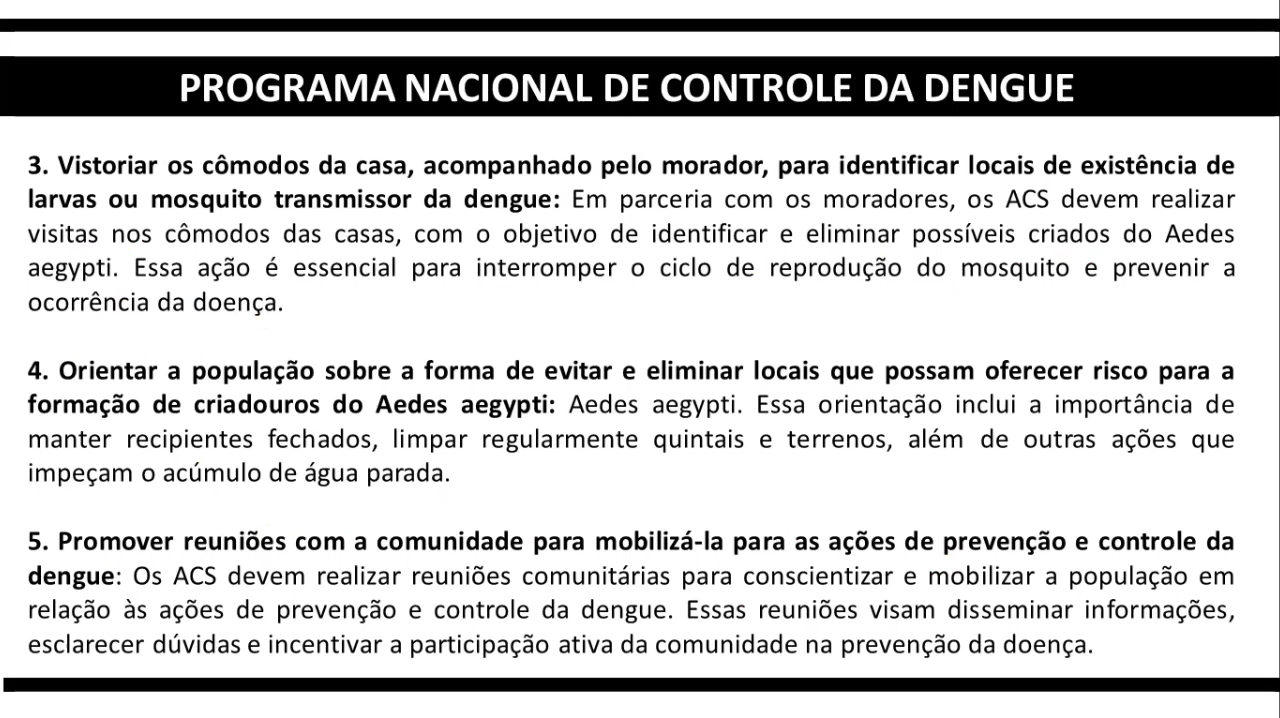 PROGRAMA NACIONAL DE CONTROLE DA DENGUE
3. Vistoriar os cômodos da casa, acompanhado pelo morador, para identificar locais de existência de
larvas ou mosquito transmissor da dengue: Em parceria com os moradores, os ACS devem realizar
visitas nos cômodos das casas, com o objetivo de identificar e eliminar possíveis criados do Aedes
aegypti. Essa ação é essencial para interromper o ciclo de reprodução do mosquito e prevenir a
ocorrência da doença.
4. Orientar a população sobre a forma de evitar e eliminar locais que possam oferecer risco para a
formação de criadouros do Aedes aegypti: Aedes aegypti. Essa orientação inclui a importância de
manter recipientes fechados, limpar regularmente quintais e terrenos, além de outras ações que
impeçam o acúmulo de água parada.
5. Promover reuniões com a comunidade para mobilizá-la para as ações de prevenção e controle da
dengue: Os ACS devem realizar reuniões comunitárias para conscientizar e mobilizar a população em
relação às ações de prevenção e controle da dengue. Essas reuniões visam disseminar informações,
esclarecer dúvidas e incentivar a participação ativa da comunidade na prevenção da doença.